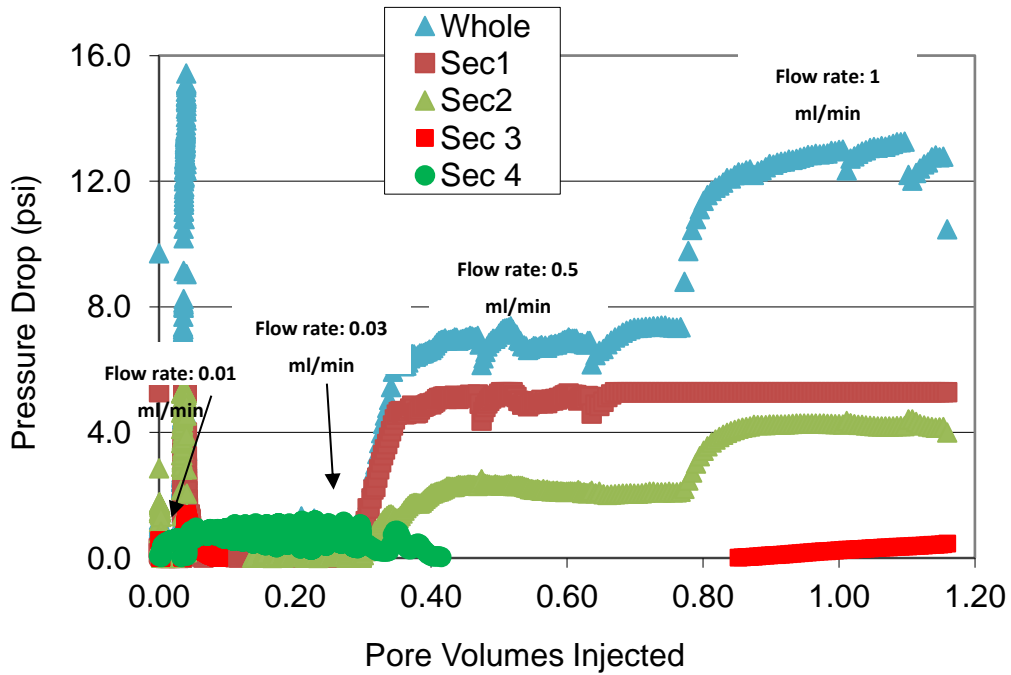 Whole
Sec1
Sec2
Sec 3
Sec 4
16.0
12.0
8.0
4.0
0.0
Pressure Drop (psi)
Flow rate: 1
ml/min
Flow rate: 0.5
ml/min
Flow rate: 0.03
ml/min
Flow rate: 0.01
ml/min
0.00 0.20 0.40 0.60 0.80 1.00 1.20
Pore Volumes Injected